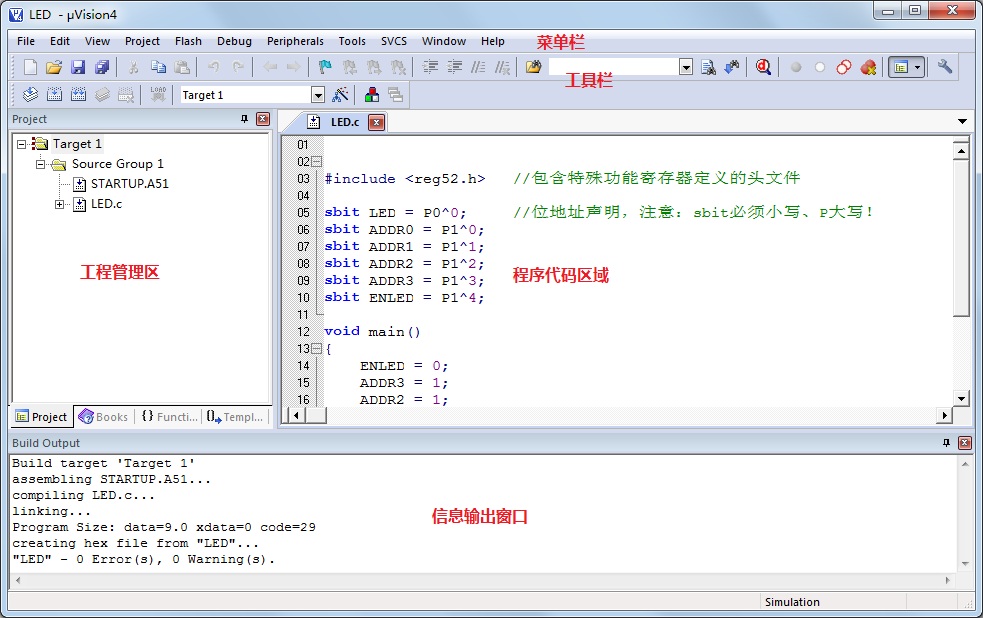 LED - µVision4
File Edit View Project Flash Debug Peripherals Tools SVCS Window Help
菜单栏
工具栏
LOAD Target 1
Project
Target 1
Source Group 1
STARTUP.A51
LED.c
工程管理区
Project Books {} Functi... {} Templ...
LED.c
01
02
03 #include <reg52.h> //包含特殊功能寄存器定义的头文件
04
05 sbit LED = P0^0; //位地址声明，注意：sbit必须小写、P大写！
06 sbit ADDR0 = P1^0;
07 sbit ADDR1 = P1^1;
08 sbit ADDR2 = P1^2;
09 sbit ADDR3 = P1^3;
10 sbit ENLED = P1^4;
11
12 void main()
13 {
14 ENLED = 0;
15 ADDR3 = 1;
16 ADDR2 = 1;
程序代码区域
Build Output
Build target 'Target 1'
assembling STARTUP.A51...
compiling LED.c...
linking...
Program Size: data=9.0 xdata=0 code=29
creating hex file from "LED"...
"LED" - 0 Error(s), 0 Warning(s).
信息输出窗口
Simulation